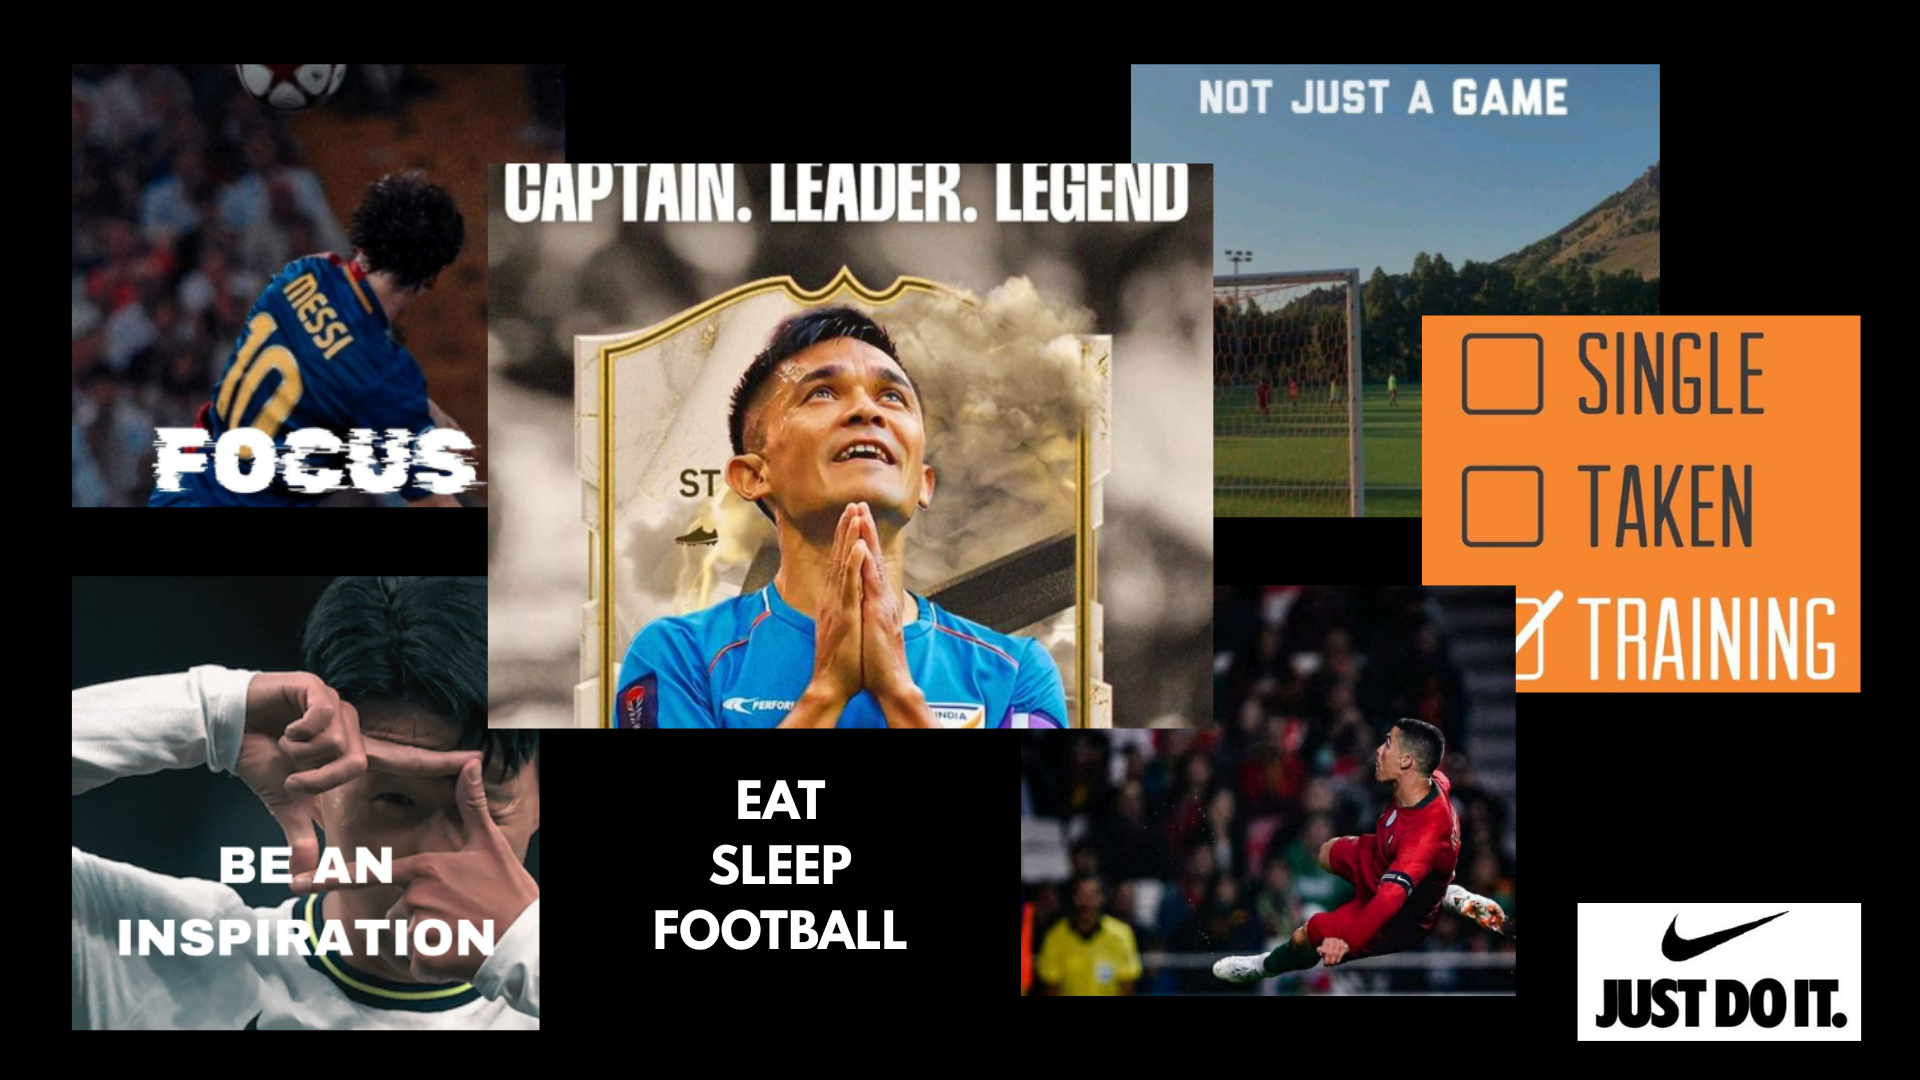 MESSI
10
FOCUS
CAPTAIN. LEADER. LEGEND
ST
PERFOR
INDIA
NOT JUST A GAME
SINGLE
TAKEN
TRAINING
BE AN
INSPIRATION
EAT
SLEEP
FOOTBALL
JUST DO IT.